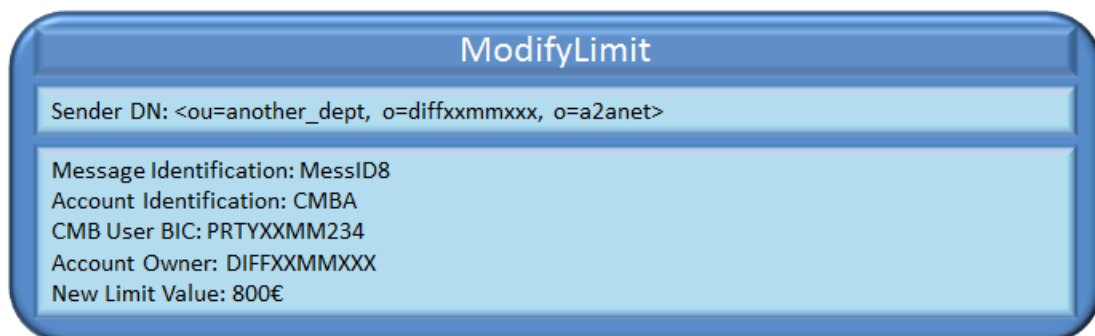 ModifyLimit
Sender DN: <ou=another_dept, o=diffxxmmxxx, o=a2anet>
Message Identification: MessID8
Account Identification: CMBA
CMB User BIC: PRTYXXMM234
Account Owner: DIFFXXMMXXX
New Limit Value: 800€